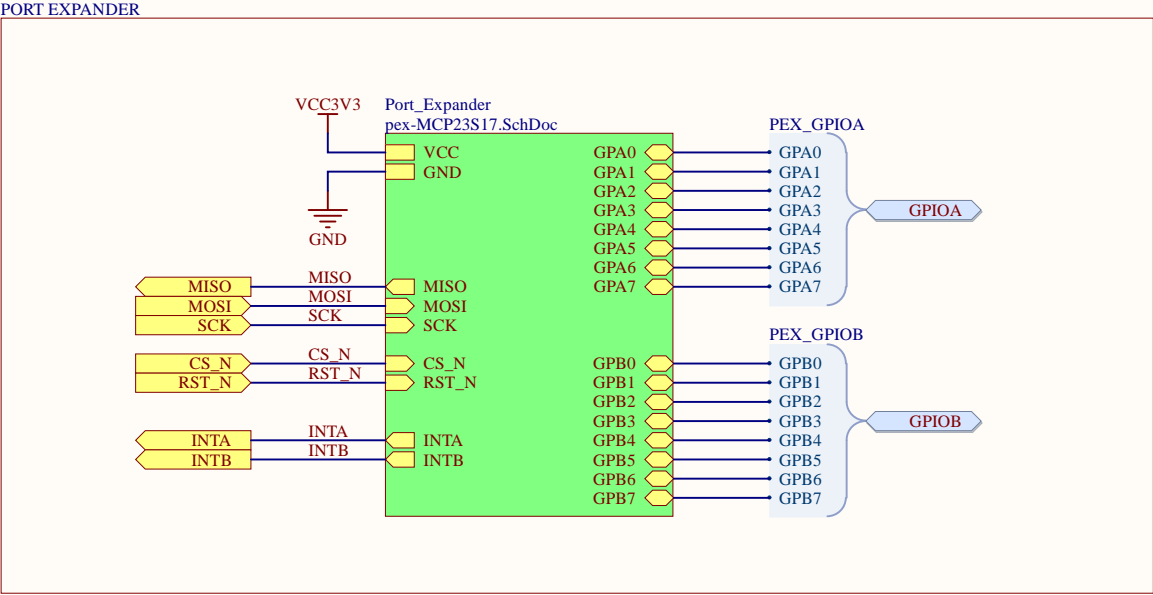 PORT EXPANDER
VCC3V3
Port_Expander
pex-MCP23S17.SchDoc
VCC
GND
GND
MISO
MISO
MISO
MOSI
MOSI
MOSI
SCK
SCK
SCK
CS_N
CS_N
CS_N
RST_N
RST_N
RST_N
INTA
INTA
INTA
INTB
INTB
INTB
GPA0
GPA1
GPA2
GPA3
GPA4
GPA5
GPA6
GPA7
GPB0
GPB1
GPB2
GPB3
GPB4
GPB5
GPB6
GPB7
PEX_GPIOA
GPA0
GPA1
GPA2
GPA3
GPA4
GPA5
GPA6
GPA7
GPIOA
PEX_GPIOB
GPB0
GPB1
GPB2
GPB3
GPB4
GPB5
GPB6
GPB7
GPIOB